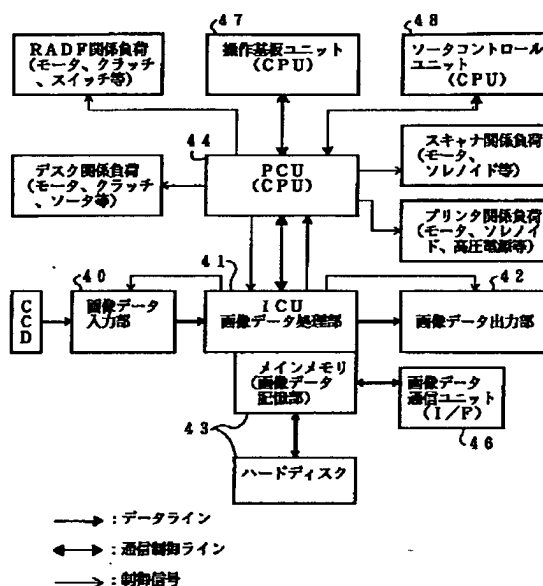 47
48
RADF関係負荷
(モータ、クラッチ
、スイッチ等)
操作基板ユニット
(CPU)
ソータコントロール
ユニット
(CPU)
44
PCU
(CPU)
スキャナ関係負荷
(モータ、
ソレノイド等)
デスク関係負荷
(モータ、クラッチ
、ソータ等)
プリンタ関係負荷
(モータ、ソレノイ
ド、高圧電源等)
40
41
42
CCD
画像データ
入力部
ICU
画像データ処理部
画像データ出力部
メインメモリ
(画像データ
記憶部)
画像データ
通信ユニット
(I/F)
43
46
ハードディスク
:データライン
:通信制御ライン
:制御信号